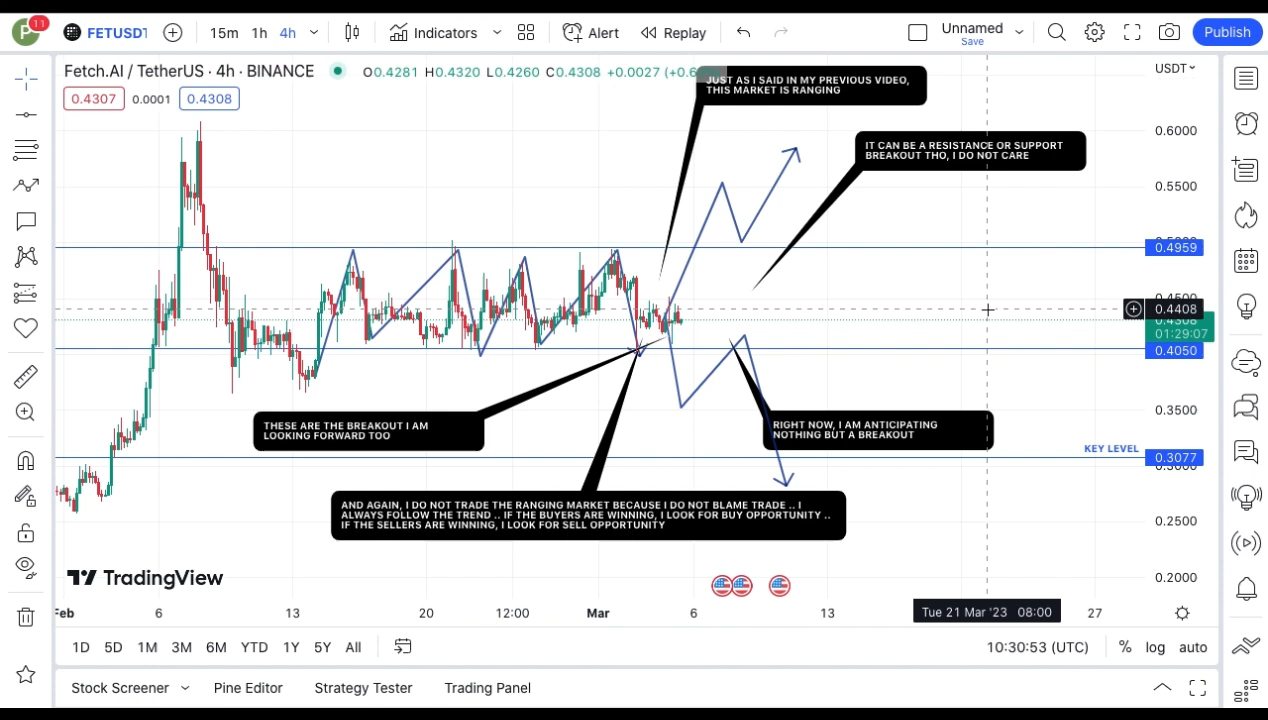 P
11
FETUSDT
15m 1h 4h
Indicators
Alert
Replay
Unnamed
Save
Publish
Fetch.AI / TetherUS · 4h · BINANCE
O0.4281 H0.4320 L0.4260 C0.4308 +0.0027
USDT
0.4307 0.0001 0.4308
JUST AS I SAID IN MY PREVIOUS VIDEO,
THIS MARKET IS RANGING
0.6000
IT CAN BE A RESISTANCE OR SUPPORT
BREAKOUT THO, I DO NOT CARE
0.5500
0.4959
0.4408
01:29:07
0.4050
0.3500
THESE ARE THE BREAKOUT I AM
LOOKING FORWARD TOO
RIGHT NOW, I AM ANTICIPATING
NOTHING BUT A BREAKOUT
KEY LEVEL
0.3077
0.3000
AND AGAIN, I DO NOT TRADE THE RANGING MARKET BECAUSE I DO NOT BLAME TRADE .. I
ALWAYS FOLLOW THE TREND .. IF THE BUYERS ARE WINNING, I LOOK FOR BUY OPPORTUNITY ..
IF THE SELLERS ARE WINNING, I LOOK FOR SELL OPPORTUNITY
0.2500
TradingView
0.2000
Feb 6 13 20 12:00 Mar 6 13 Tue 21 Mar '23 08:00 27
1D 5D 1M 3M 6M YTD 1Y 5Y All
10:30:53 (UTC) % log auto
Stock Screener Pine Editor Strategy Tester Trading Panel